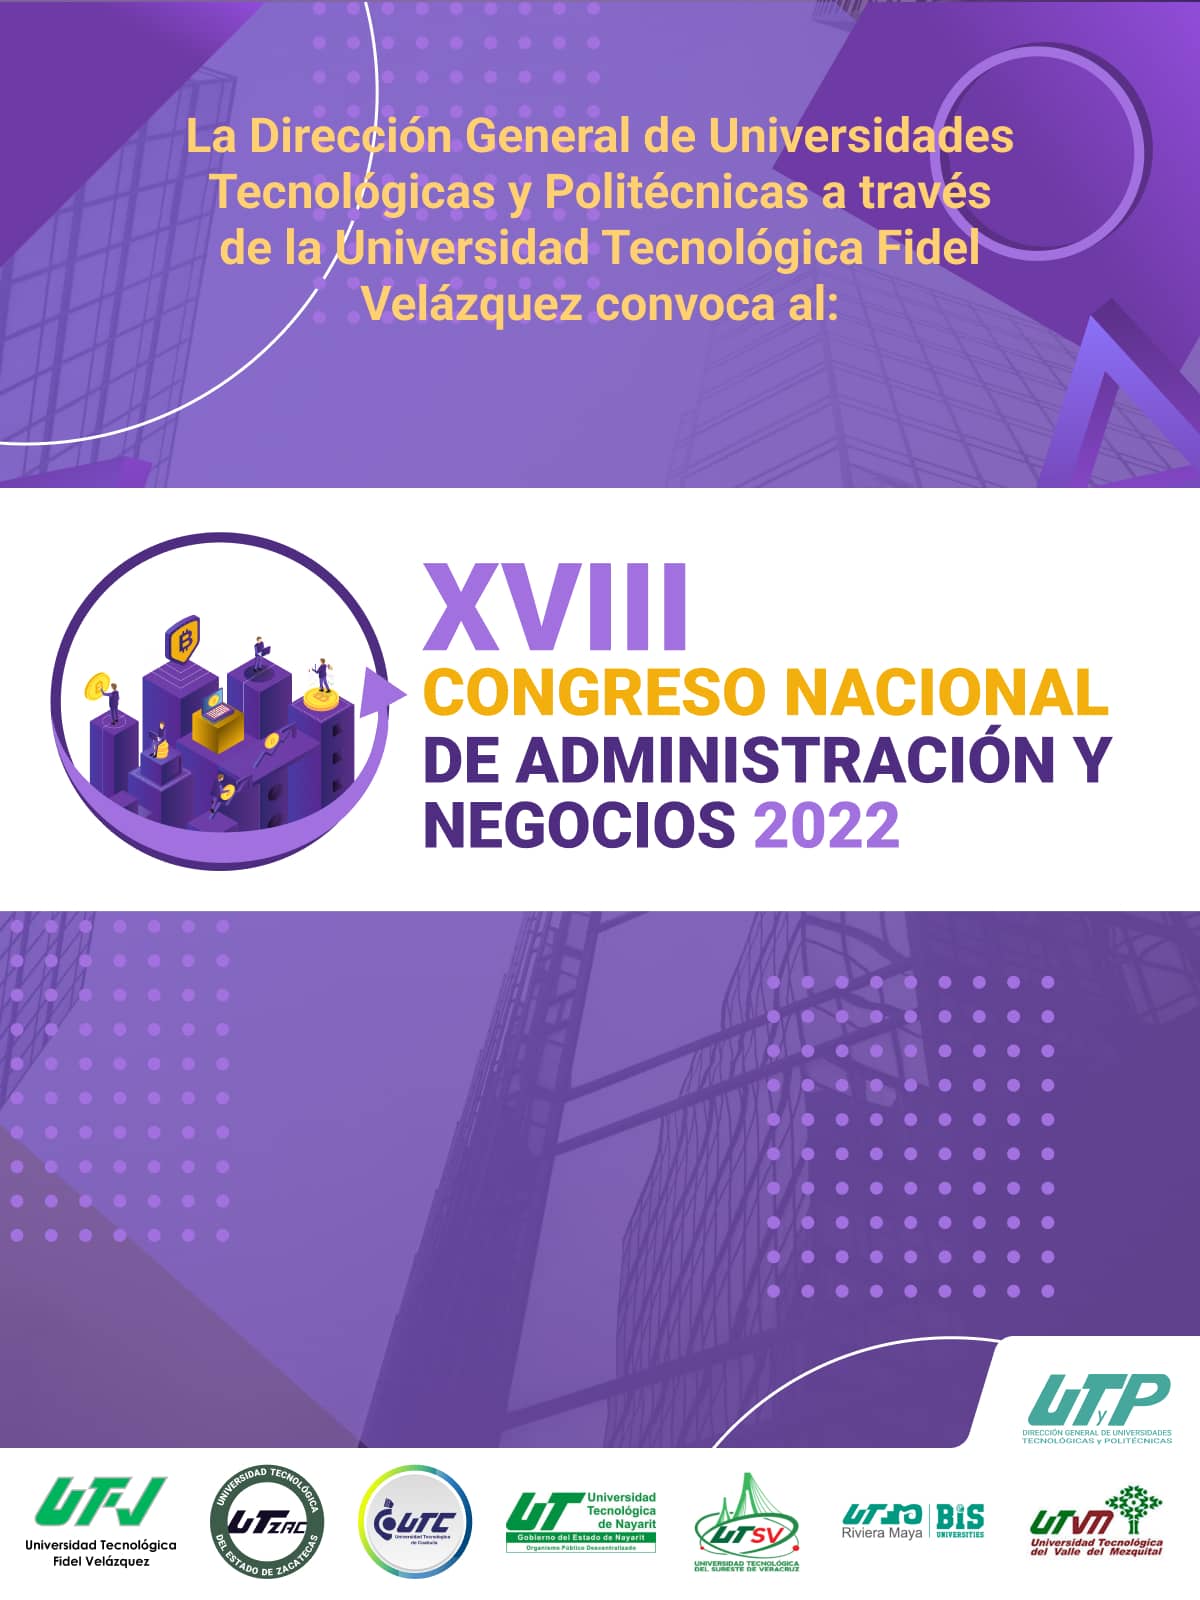 La Dirección General de Universidades
Tecnológicas y Politécnicas a través
de la Universidad Tecnológica Fidel
Velázquez convoca al:
XVIII
CONGRESO NACIONAL
DE ADMINISTRACIÓN Y
NEGOCIOS 2022
UTyP
DIRECCIÓN GENERAL DE UNIVERSIDADES
TECNOLÓGICAS y POLITÉCNICAS
UTFV
Universidad Tecnológica
Fidel Velázquez
UNIVERSIDAD TECNOLÓGICA
UTZAC
DEL ESTADO DE ZACATECAS
UTC
Universidad Tecnológica
de Coahuila
UT
Universidad
Tecnológica
de Nayarit
Gobierno del Estado de Nayarit
Organismo Público Descentralizado
UTSV
UNIVERSIDAD TECNOLÓGICA
DEL SURESTE DE VERACRUZ
Riviera Maya
BIS
UNIVERSITIES
UTVM
Universidad Tecnológica
del Valle del Mezquital